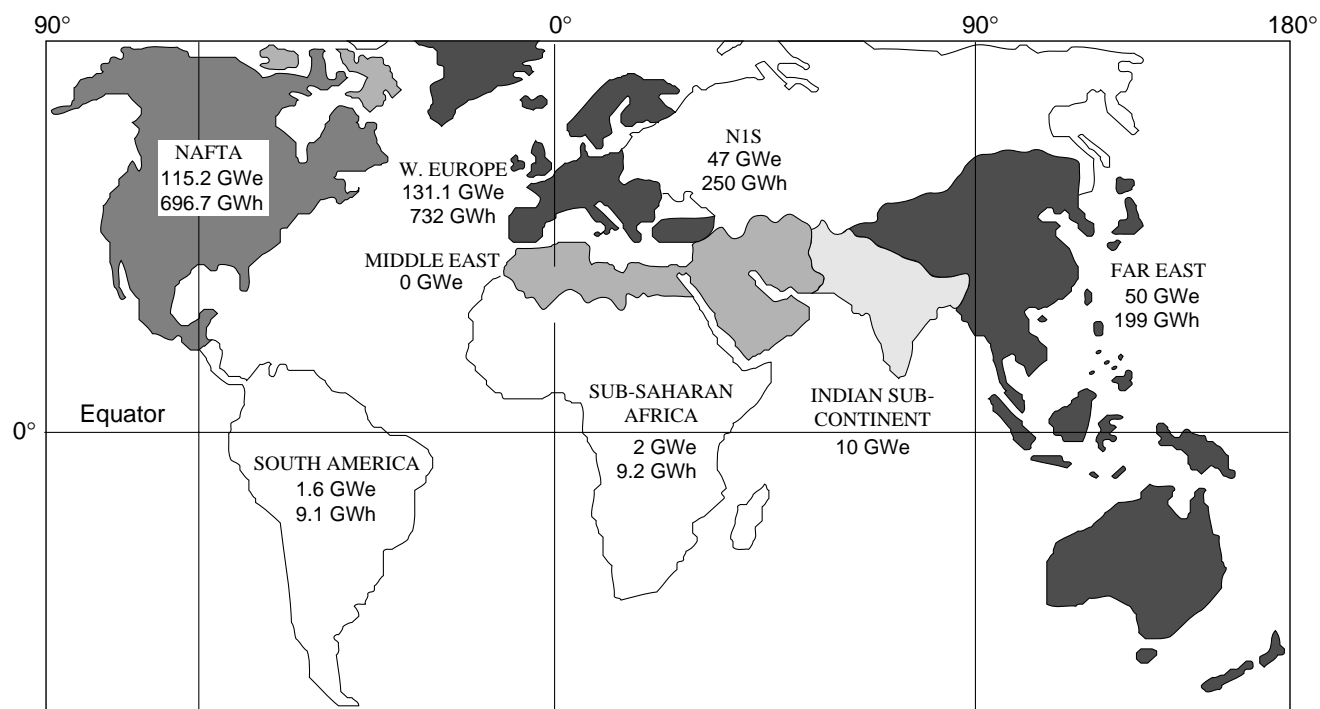 90°
0°
90°
180°
NAFTA
115.2 GWe
696.7 GWh
W. EUROPE
131.1 GWe
732 GWh
N1S
47 GWe
250 GWh
MIDDLE EAST
0 GWe
FAR EAST
50 GWe
199 GWh
Equator
0°
SUB-SAHARAN
AFRICA
2 GWe
9.2 GWh
INDIAN SUB-
CONTINENT
10 GWe
SOUTH AMERICA
1.6 GWe
9.1 GWh